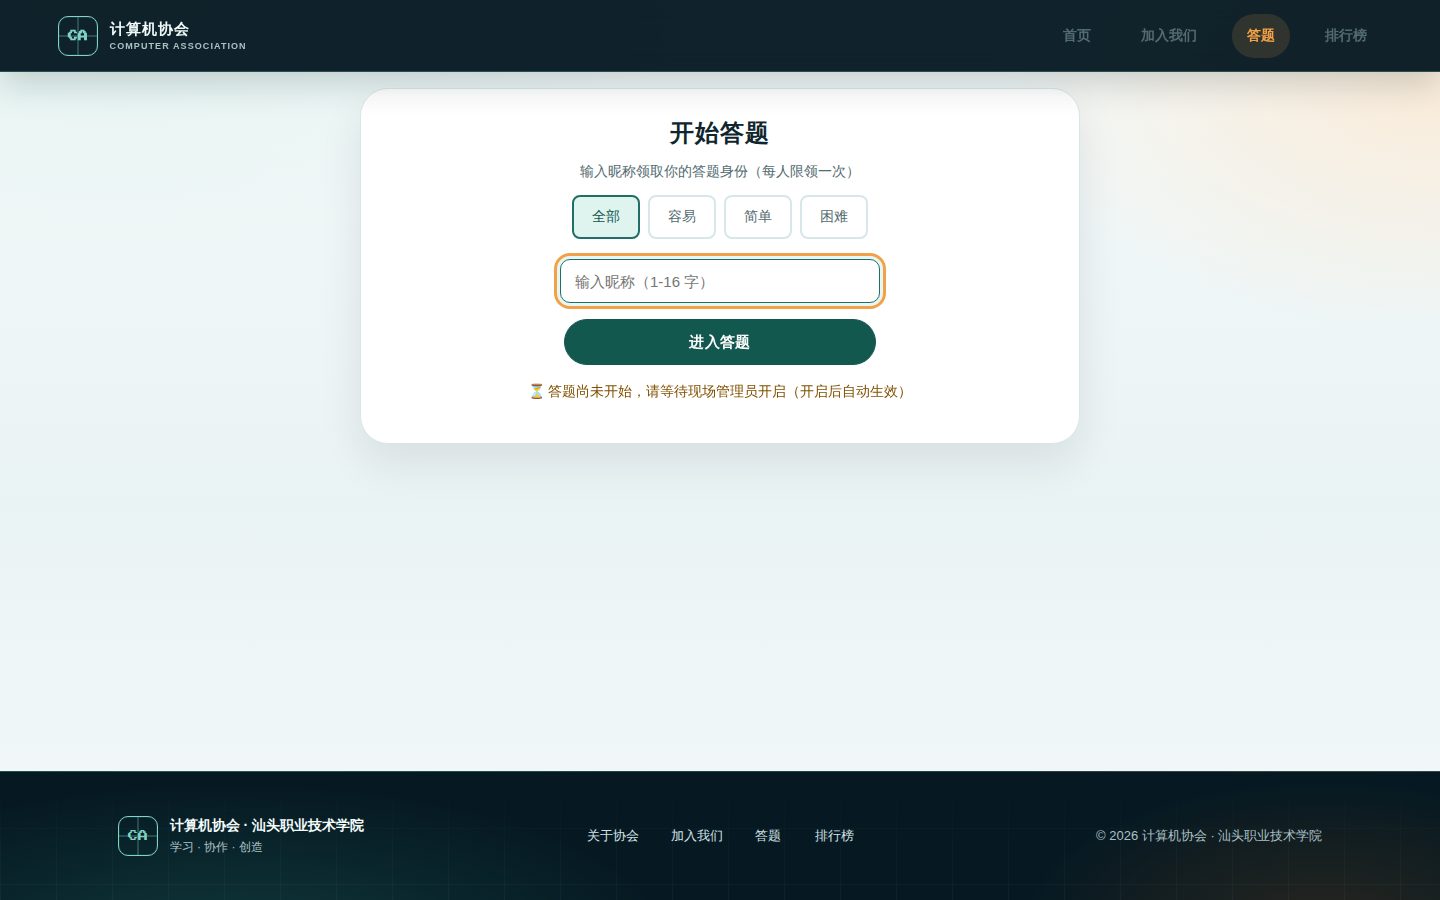 CA
计算机协会
COMPUTER ASSOCIATION
首页
加入我们
答题
排行榜
开始答题
输入昵称领取你的答题身份（每人限领一次）
全部
容易
简单
困难
输入昵称（1-16 字）
进入答题
⏳ 答题尚未开始，请等待现场管理员开启（开启后自动生效）
CA
计算机协会 · 汕头职业技术学院
学习 · 协作 · 创造
关于协会
加入我们
答题
排行榜
© 2026 计算机协会 · 汕头职业技术学院